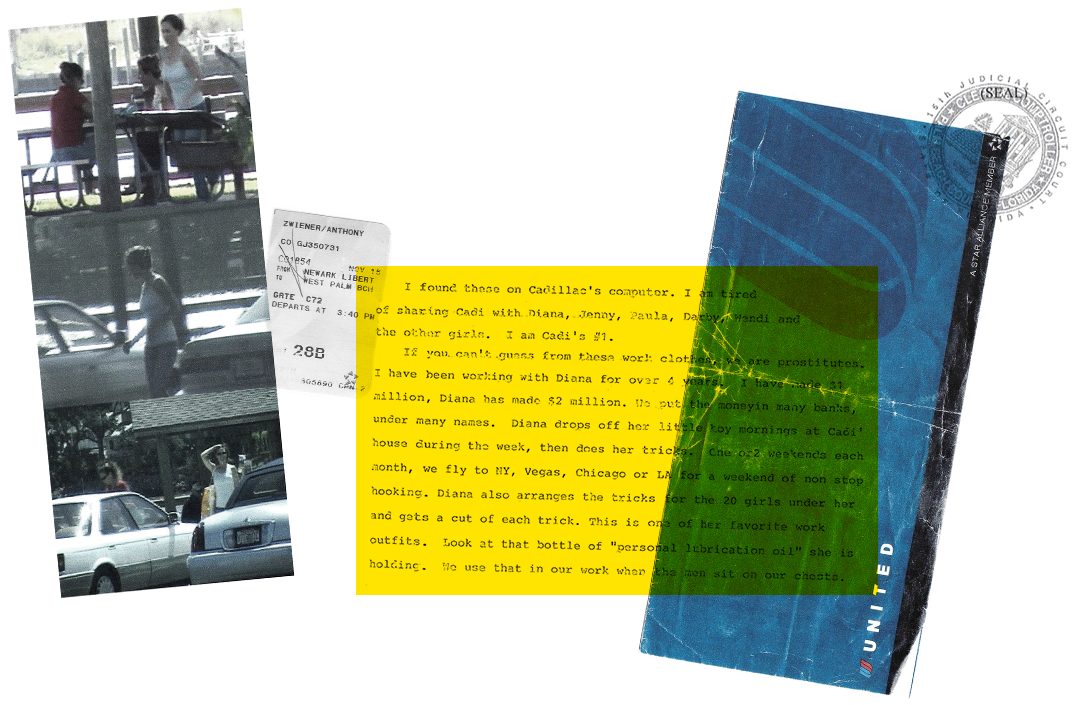 ZWIENER/ANTHONY
CO GJ350731
CO1854 NOV 15
FROM NEWARK LIBERT
TO WEST PALM BCH
GATE C72
DEPARTS AT 3:40 PM
28B
I found these on Cadillac's computer. I am tired
of sharing Cadi with Diana, Jenny, Paula, Darby, Wendi and
the other girls. I am Cadi's #1.
If you can't guess from these work clothes, we are prostitutes.
I have been working with Diana for over 4 years. I have made $1
million, Diana has made $2 million. We put the moneyin many banks,
under many names. Diana drops off her little boy mornings at Cadi'
house during the week, then does her tricks. One or2 weekends each
month, we fly to NY, Vegas, Chicago or LA for a weekend of non stop
hooking. Diana also arranges the tricks for the 20 girls under her
and gets a cut of each trick. This is one of her favorite work
outfits. Look at that bottle of "personal lubrication oil" she is
holding. We use that in our work when the men sit on our chests.
A STAR ALLIANCE MEMBER
UNITED
15th JUDICIAL CIRCUIT COURT
(SEAL)
CLERK COMPTROLLER
FLORIDA